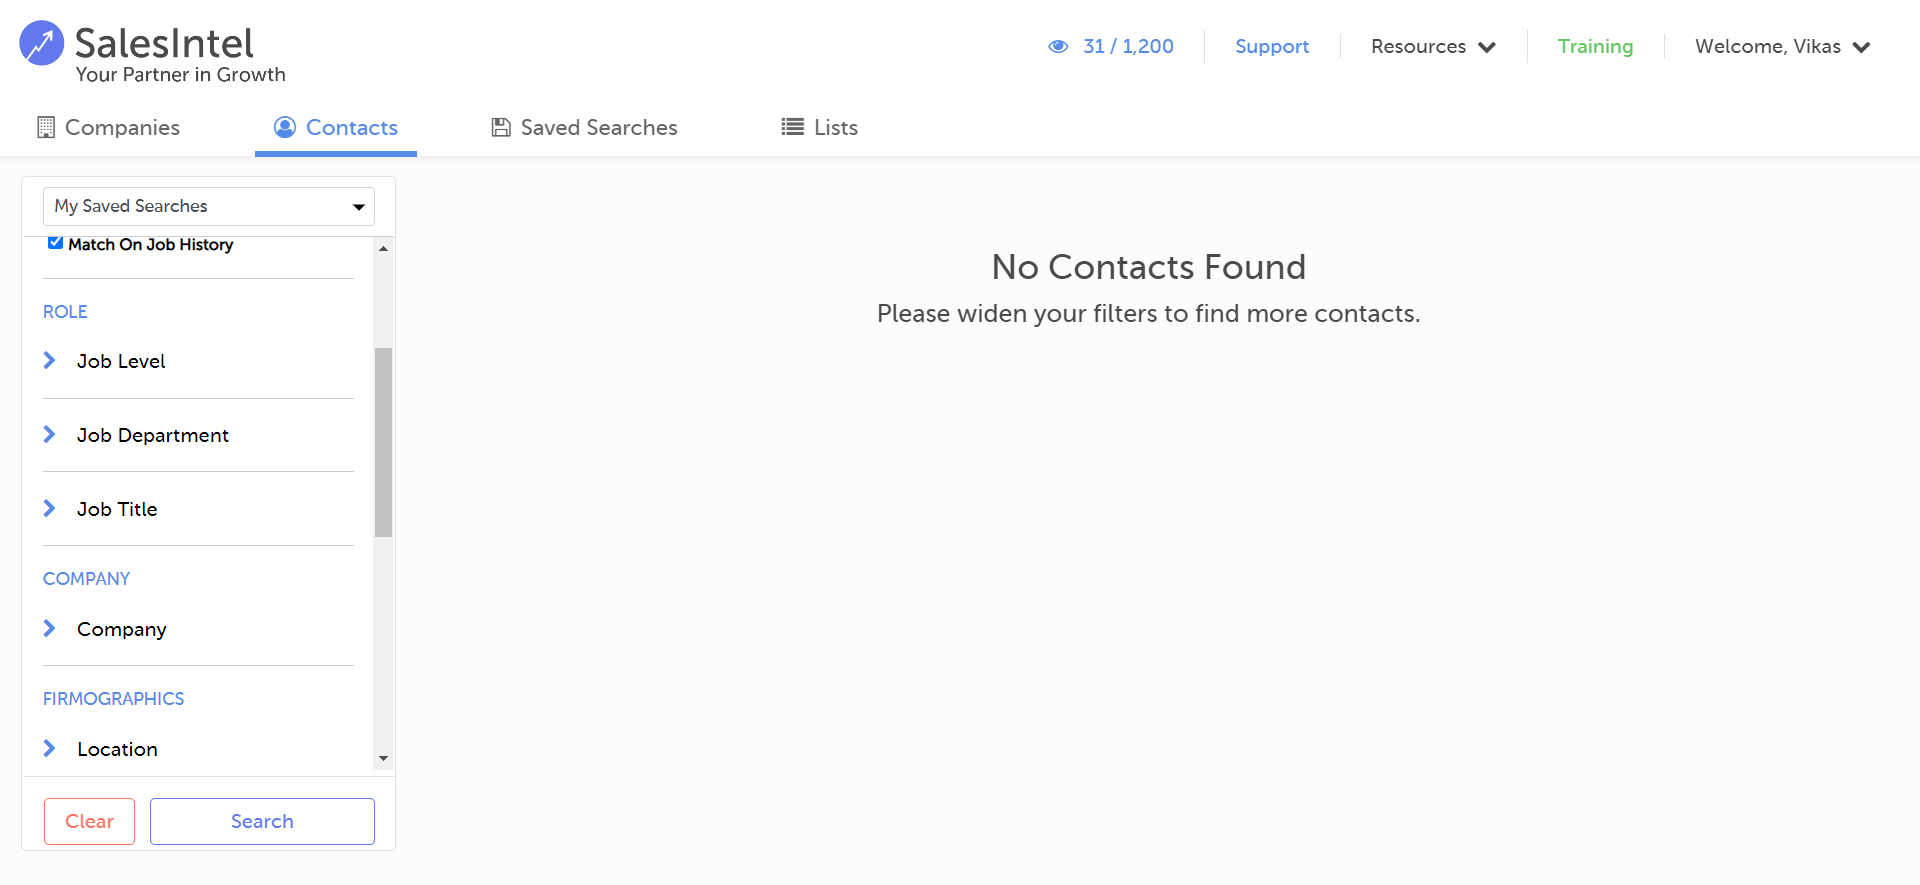 SalesIntel
Your Partner in Growth
31 / 1,200
Support
Resources
Training
Welcome, Vikas
Companies
Contacts
Saved Searches
Lists
My Saved Searches
Match On Job History
ROLE
Job Level
Job Department
Job Title
COMPANY
Company
FIRMOGRAPHICS
Location
Clear
Search
No Contacts Found
Please widen your filters to find more contacts.